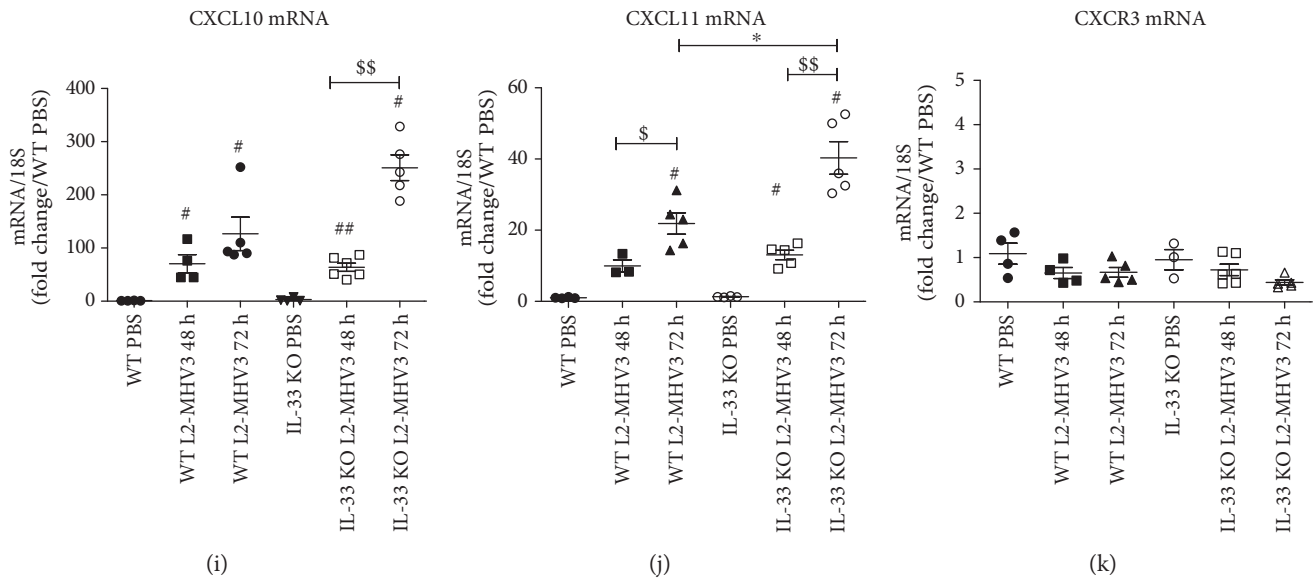 CXCL10 mRNA
mRNA/18S
(fold change/WT PBS)
400
300
200
100
0
#
#
##
#
$$
WT PBS
WT L2-MHV3 48 h
WT L2-MHV3 72 h
IL-33 KO PBS
IL-33 KO L2-MHV3 48 h
IL-33 KO L2-MHV3 72 h
(i)
CXCL11 mRNA
mRNA/18S
(fold change/WT PBS)
60
40
20
0
*
$$
$
#
#
#
WT PBS
WT L2-MHV3 48 h
WT L2-MHV3 72 h
IL-33 KO PBS
IL-33 KO L2-MHV3 48 h
IL-33 KO L2-MHV3 72 h
(j)
CXCR3 mRNA
mRNA/18S
(fold change/WT PBS)
5
4
3
2
1
0
WT PBS
WT L2-MHV3 48 h
WT L2-MHV3 72 h
IL-33 KO PBS
IL-33 KO L2-MHV3 48 h
IL-33 KO L2-MHV3 72 h
(k)